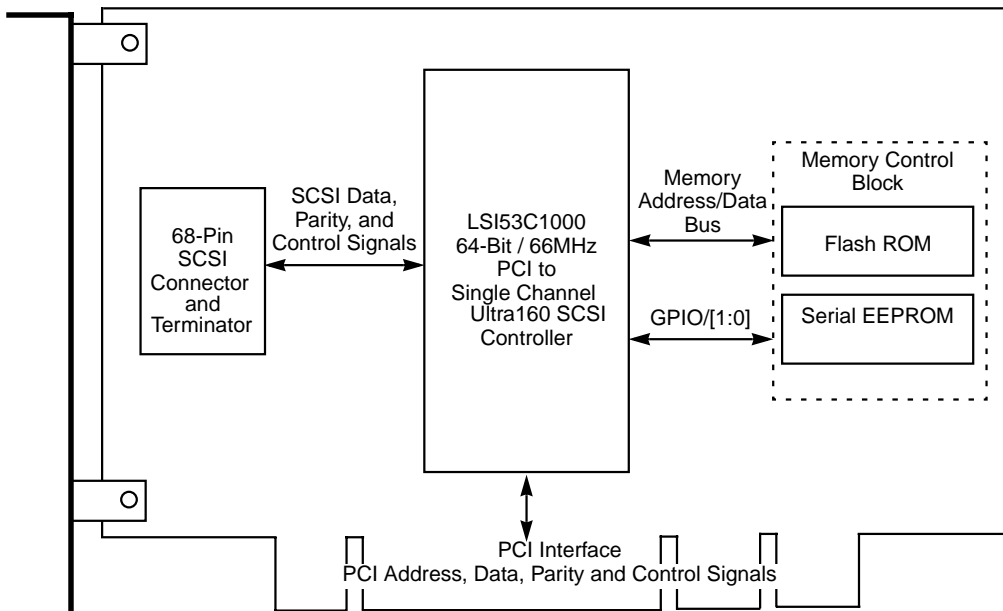 68-Pin
SCSI
Connector
and
Terminator
SCSI Data,
Parity, and
Control Signals
LSI53C1000
64-Bit / 66MHz
PCI to
Single Channel
Ultra160 SCSI
Controller
Memory
Address/Data
Bus
GPIO/[1:0]
Memory Control
Block
Flash ROM
Serial EEPROM
PCI Interface
PCI Address, Data, Parity and Control Signals